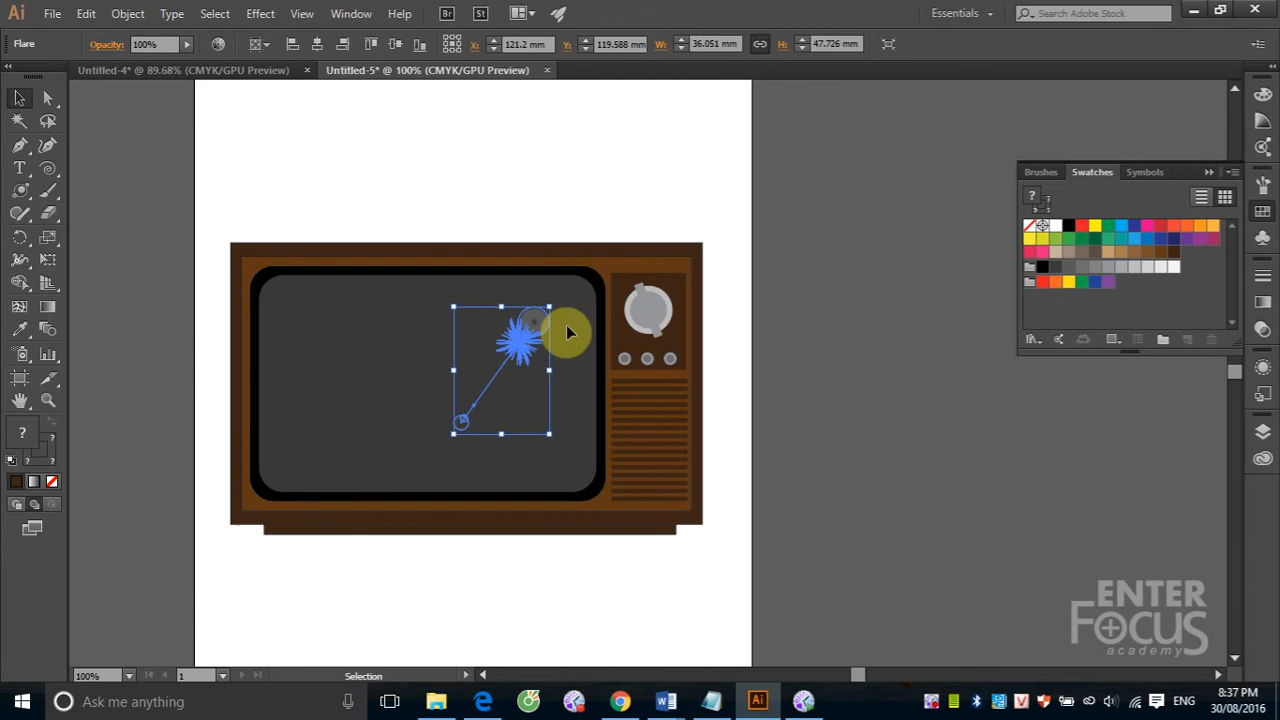 Ai File Edit Object Type Select Effect View Window Help Br St Essentials Search Adobe Stock
Flare Opacity: 100% X: 121.2 mm Y: 119.588 mm W: 36.051 mm H: 47.726 mm
Untitled-4* @ 89.68% (CMYK/GPU Preview) × Untitled-5* @ 100% (CMYK/GPU Preview) ×
Brushes Swatches Symbols
?
?
?
ENTER
FOCUS
academy
100% 1 Selection
Ask me anything Ai ENG 8:37 PM
30/08/2016